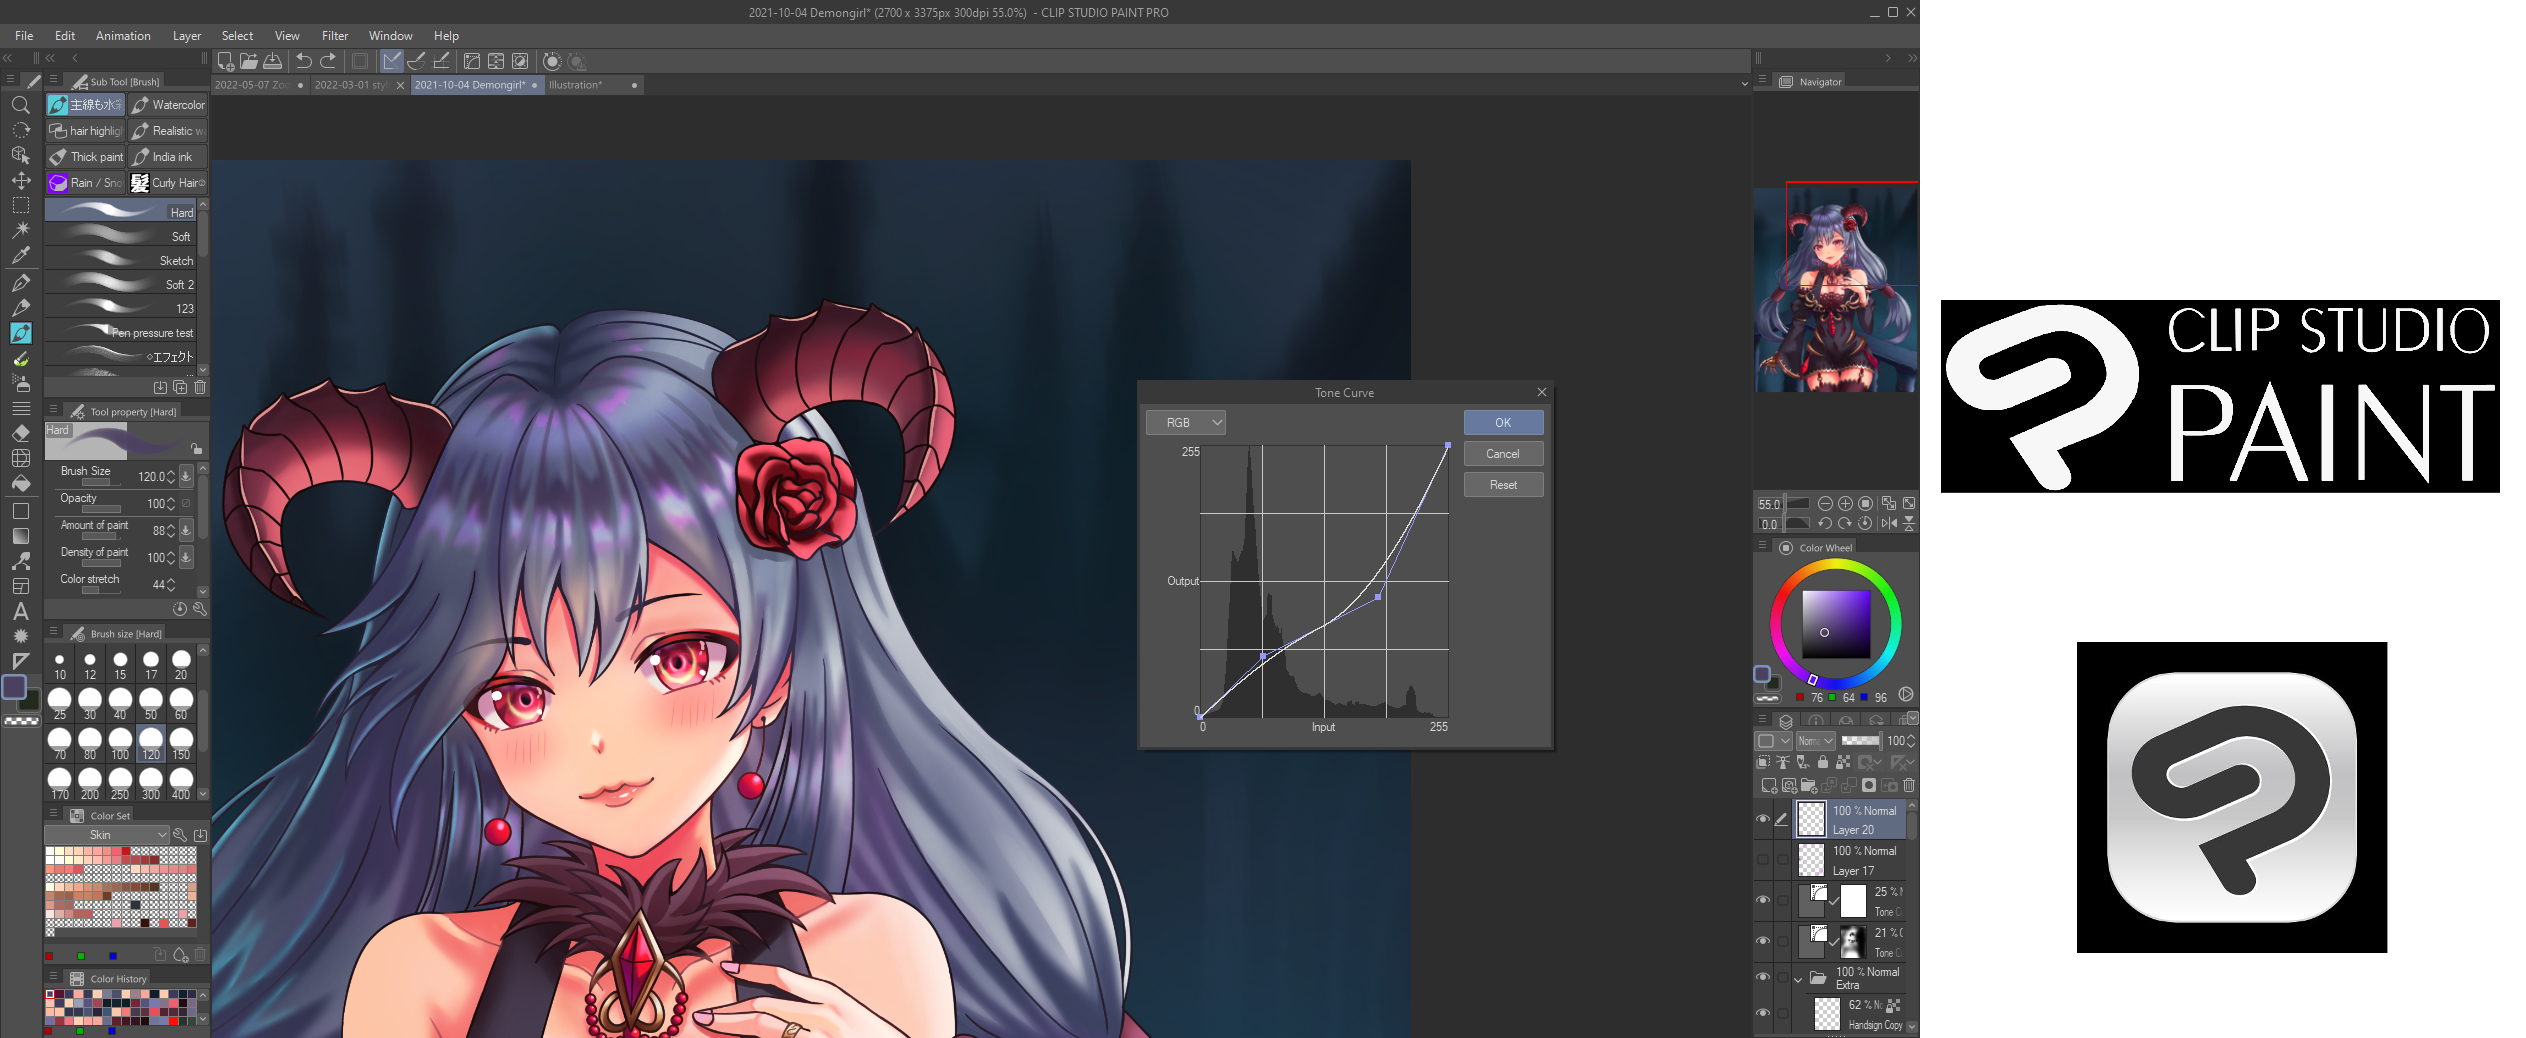 2021-10-04 Demongirl* (2700 x 3375px 300dpi 55.0%) - CLIP STUDIO PAINT PRO
File Edit Animation Layer Select View Filter Window Help
Sub Tool [Brush]
2022-05-07 Zo
2022-03-01 styl
2021-10-04 Demongirl*
Illustration*
Navigator
主線も水
Watercolor
hair highlig
Realistic w
Thick paint
India ink
Rain / Sno
髪
Curly Hair
Hard
Soft
Sketch
Soft 2
123
Pen pressure test
◇エフェクト
Tool property [Hard]
Hard
Brush Size 120.0
Opacity 100
Amount of paint 88
Density of paint 100
Color stretch 44
Brush size [Hard]
10 12 15 17 20
25 30 40 50 60
70 80 100 120 150
170 200 250 300 400
Color Set
Skin
Color History
Tone Curve
RGB
OK
Cancel
Reset
255
Output
0
0
Input
255
55.0
0.0
Color Wheel
76 64 96
Norm 100
100 % Normal
Layer 20
100 % Normal
Layer 17
25 %
Tone C
21 %
Tone C
100 % Normal
Extra
62 % No
Handsign Copy
CLIP STUDIO
PAINT